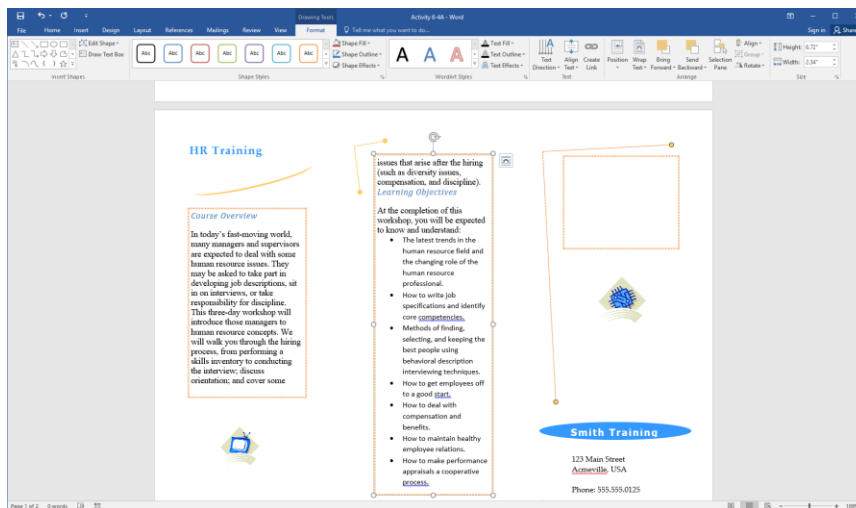 Drawing Tools
Activity 6-4A - Word
File
Home
Insert
Design
Layout
References
Mailings
Review
View
Format
Tell me what you want to do...
Sign in
Share
Edit Shape
Draw Text Box
Insert Shapes
Abc
Abc
Abc
Abc
Abc
Abc
Abc
Shape Fill
Shape Outline
Shape Effects
Shape Styles
A
A
A
Text Fill
Text Outline
Text Effects
WordArt Styles
Text
Direction
Align
Text
Create
Link
Text
Position
Wrap
Text
Bring
Forward
Send
Backward
Selection
Pane
Align
Group
Rotate
Arrange
Height: 6.72"
Width: 2.34"
Size
HR Training
Course Overview
In today's fast-moving world,
many managers and supervisors
are expected to deal with some
human resource issues. They
may be asked to take part in
developing job descriptions, sit
in on interviews, or take
responsibility for discipline.
This three-day workshop will
introduce those managers to
human resource concepts. We
will walk you through the hiring
process, from performing a
skills inventory to conducting
the interview; discuss
orientation; and cover some
issues that arise after the hiring
(such as diversity issues,
compensation, and discipline).
Learning Objectives
At the completion of this
workshop, you will be expected
to know and understand:
• The latest trends in the
human resource field and
the changing role of the
human resource
professional.
• How to write job
specifications and identify
core competencies.
• Methods of finding,
selecting, and keeping the
best people using
behavioral description
interviewing techniques.
• How to get employees off
to a good start.
• How to deal with
compensation and
benefits.
• How to maintain healthy
employee relations.
• How to make performance
appraisals a cooperative
process.
Smith Training
123 Main Street
Acmeville, USA
Phone: 555.555.0125
Page 1 of 2
0 words